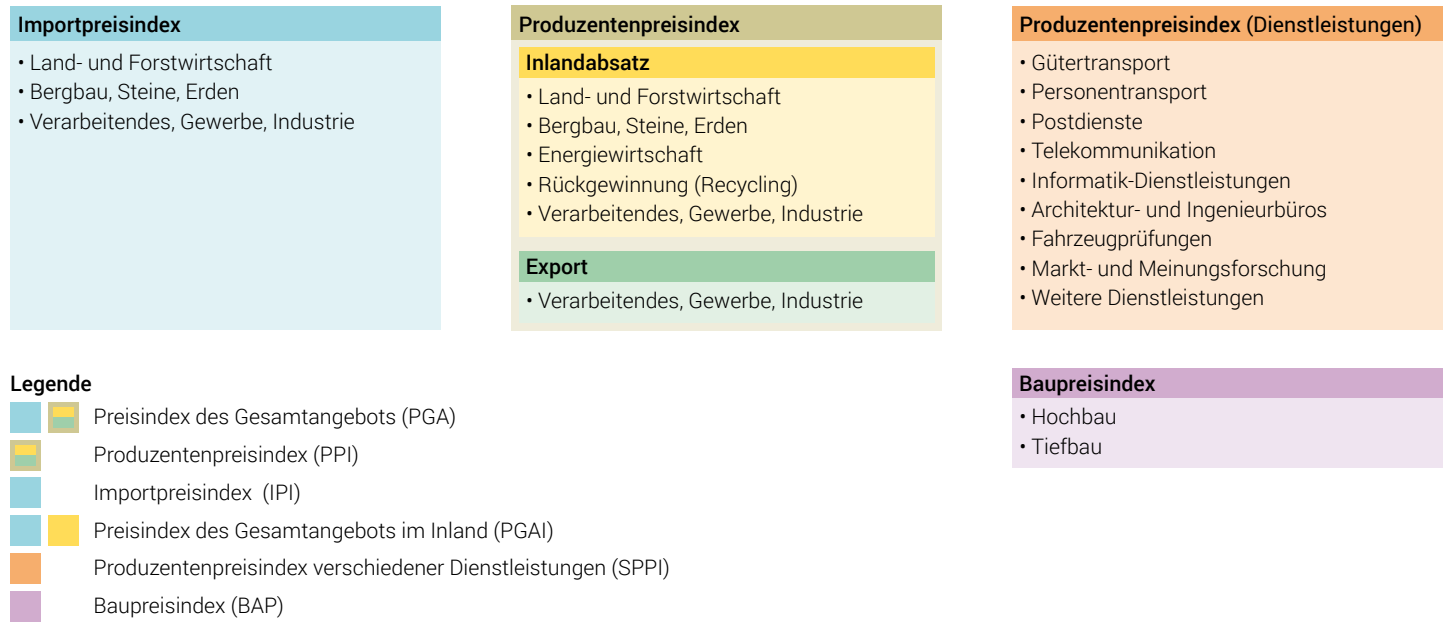 Importpreisindex
• Land- und Forstwirtschaft
• Bergbau, Steine, Erden
• Verarbeitendes, Gewerbe, Industrie
Produzentenpreisindex
Inlandabsatz
• Land- und Forstwirtschaft
• Bergbau, Steine, Erden
• Energiewirtschaft
• Rückgewinnung (Recycling)
• Verarbeitendes, Gewerbe, Industrie
Export
• Verarbeitendes, Gewerbe, Industrie
Produzentenpreisindex (Dienstleistungen)
• Gütertransport
• Personentransport
• Postdienste
• Telekommunikation
• Informatik-Dienstleistungen
• Architektur- und Ingenieurbüros
• Fahrzeugprüfungen
• Markt- und Meinungsforschung
• Weitere Dienstleistungen
Baupreisindex
• Hochbau
• Tiefbau
Legende
Preisindex des Gesamtangebots (PGA)
Produzentenpreisindex (PPI)
Importpreisindex (IPI)
Preisindex des Gesamtangebots im Inland (PGAI)
Produzentenpreisindex verschiedener Dienstleistungen (SPPI)
Baupreisindex (BAP)